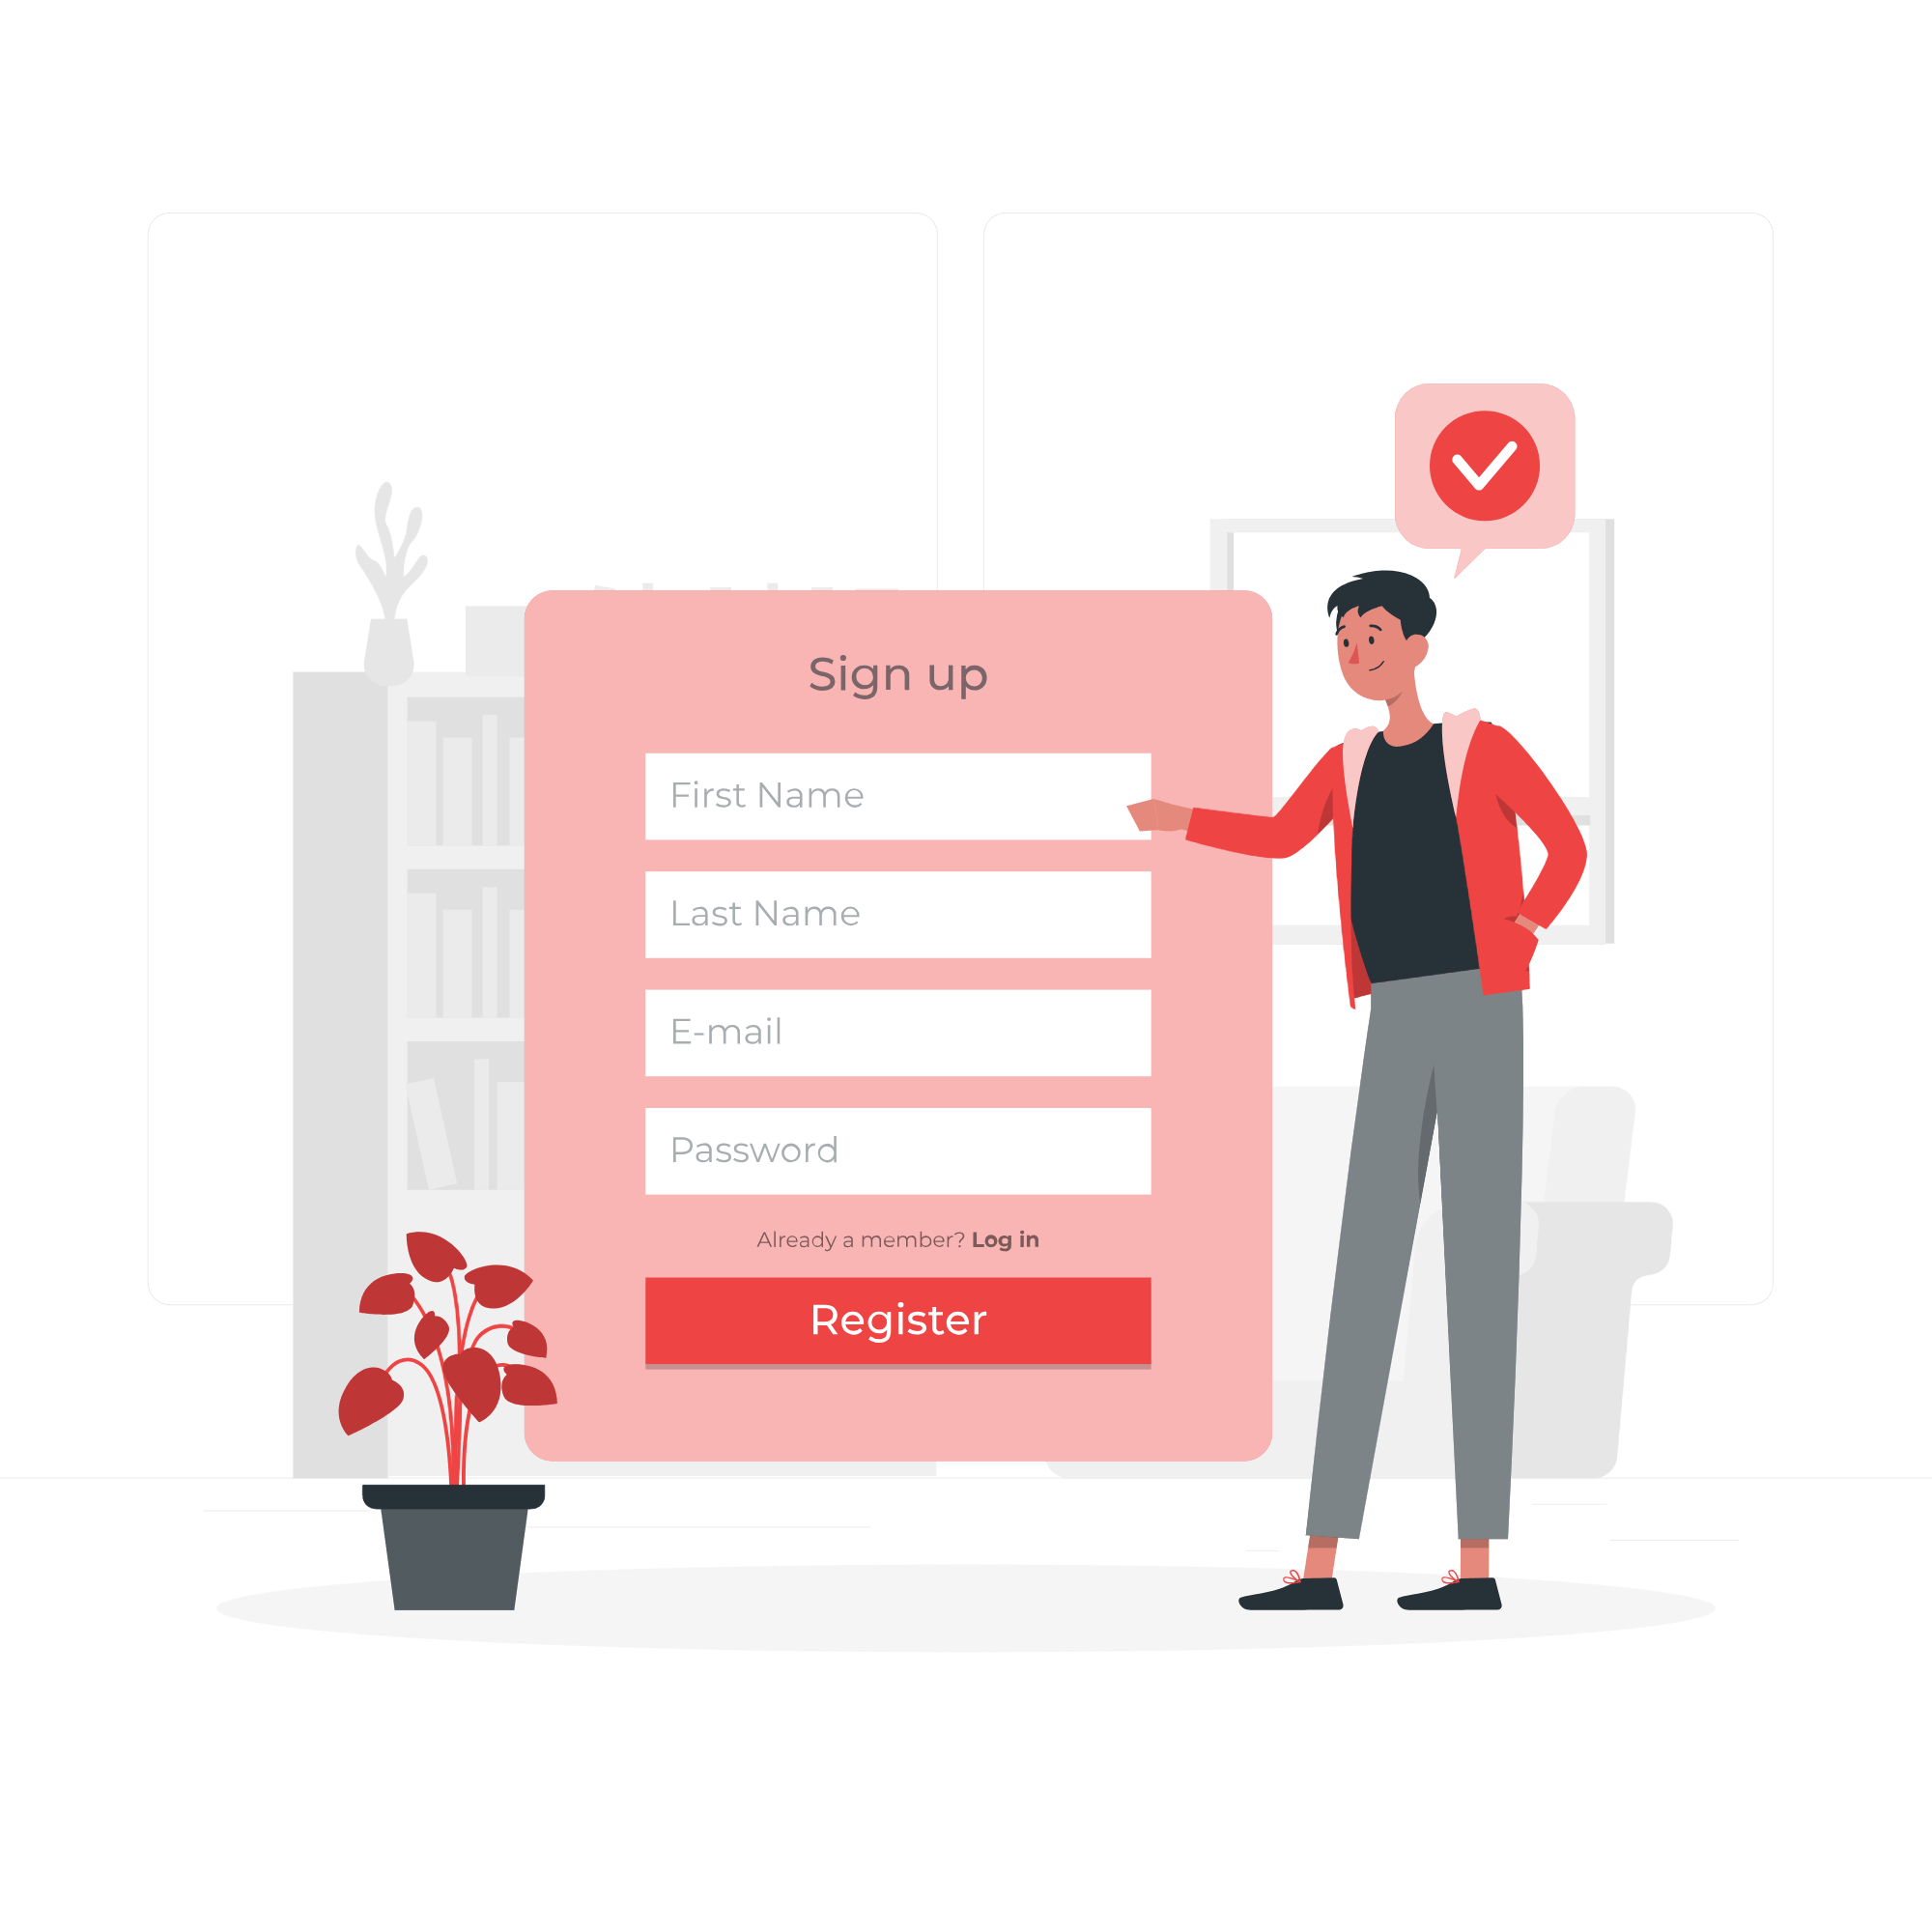 Sign up
First Name
Last Name
E-mail
Password
Already a member? Log in
Register